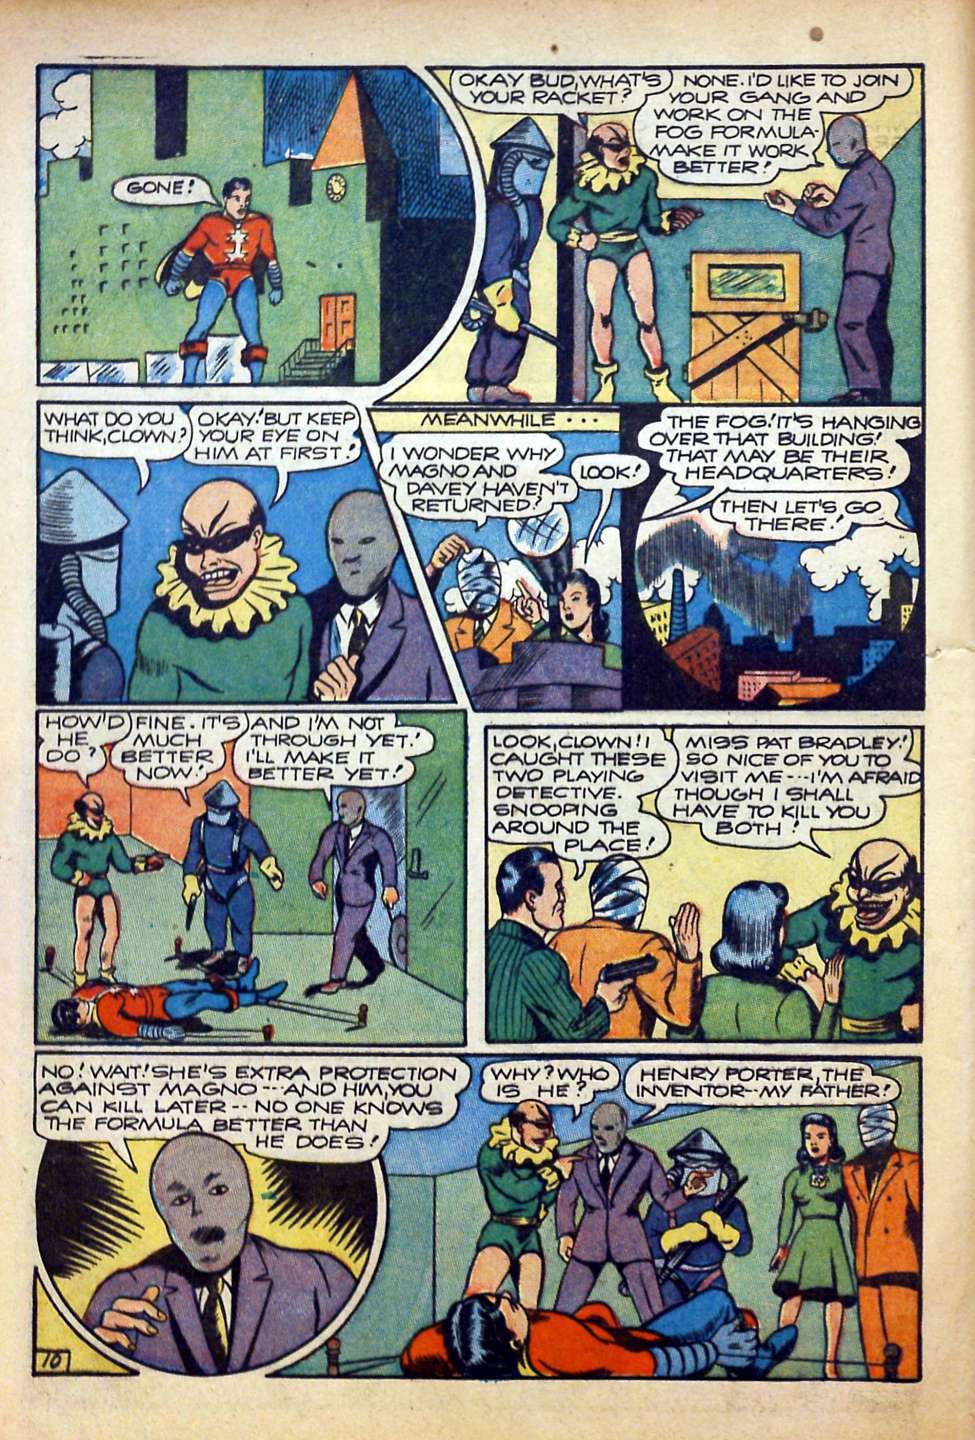 GONE!
OKAY BUD, WHAT'S
YOUR RACKET?
NONE. I'D LIKE TO JOIN
YOUR GANG AND
WORK ON THE
FOG FORMULA-
MAKE IT WORK
BETTER!
WHAT DO YOU
THINK, CLOWN?
OKAY! BUT KEEP
YOUR EYE ON
HIM AT FIRST!
MEANWHILE ...
I WONDER WHY
MAGNO AND
DAVEY HAVEN'T
RETURNED?
LOOK!
THE FOG! IT'S HANGING
OVER THAT BUILDING!
THAT MAY BE THEIR
HEADQUARTERS!
THEN LET'S GO
THERE!
HOW'D
HE
DO?
FINE. IT'S
MUCH
BETTER
NOW!
AND I'M NOT
THROUGH YET!
I'LL MAKE IT
BETTER YET!
LOOK, CLOWN! I
CAUGHT THESE
TWO PLAYING
DETECTIVE.
SNOOPING
AROUND THE
PLACE!
MISS PAT BRADLEY!
SO NICE OF YOU TO
VISIT ME---I'M AFRAID
THOUGH I SHALL
HAVE TO KILL YOU
BOTH!
NO! WAIT! SHE'S EXTRA PROTECTION
AGAINST MAGNO---AND HIM, YOU
CAN KILL LATER-- NO ONE KNOWS
THE FORMULA BETTER THAN
HE DOES!
WHY? WHO
IS HE?
HENRY PORTER, THE
INVENTOR--MY FATHER!
10